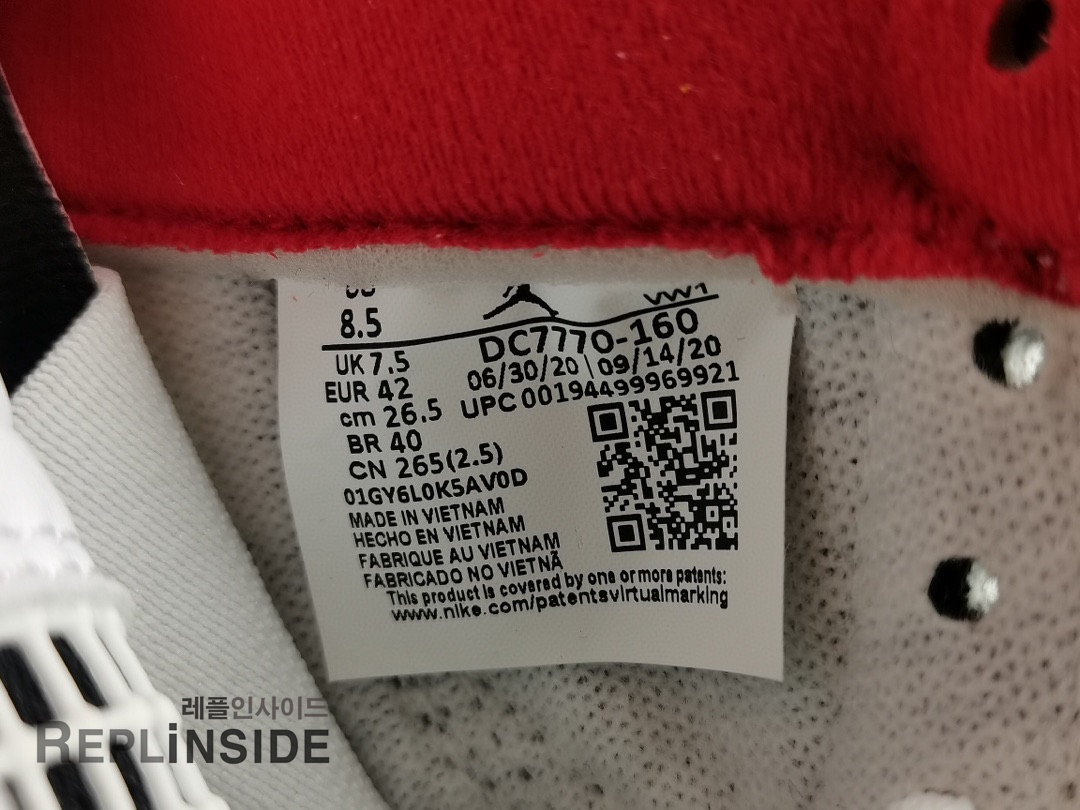 8.5
VW1
DC7770-160
UK 7.5
06/30/20 \ 09/14/20
EUR 42
UPC 00194499969921
cm 26.5
BR 40
CN 265(2.5)
01GY6L0K5AV0D
MADE IN VIETNAM
HECHO EN VIETNAM
FABRIQUE AU VIETNAM
FABRICADO NO VIETNÃ
This product is covered by one or more patents:
www.nike.com/patentsvirtualmarking
레플인사이드
REPLiNSIDE